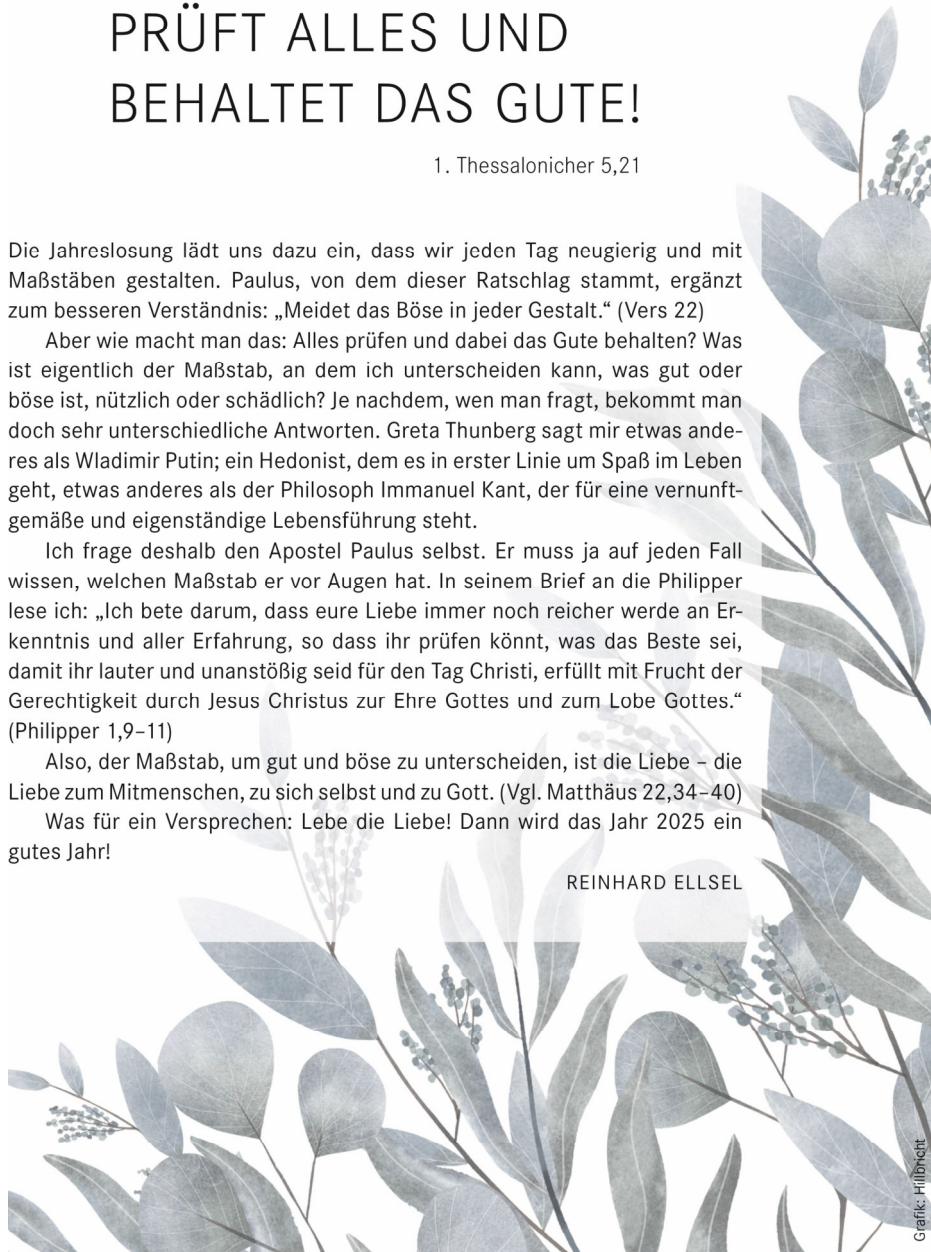 PRÜFT ALLES UND
BEHALTET DAS GUTE!
1. Thessalonicher 5,21
Die Jahreslosung lädt uns dazu ein, dass wir jeden Tag neugierig und mit
Maßstäben gestalten. Paulus, von dem dieser Ratschlag stammt, ergänzt
zum besseren Verständnis: „Meidet das Böse in jeder Gestalt.“ (Vers 22)
Aber wie macht man das: Alles prüfen und dabei das Gute behalten? Was
ist eigentlich der Maßstab, an dem ich unterscheiden kann, was gut oder
böse ist, nützlich oder schädlich? Je nachdem, wen man fragt, bekommt man
doch sehr unterschiedliche Antworten. Greta Thunberg sagt mir etwas ande-
res als Wladimir Putin; ein Hedonist, dem es in erster Linie um Spaß im Leben
geht, etwas anderes als der Philosoph Immanuel Kant, der für eine vernunft-
gemäße und eigenständige Lebensführung steht.
Ich frage deshalb den Apostel Paulus selbst. Er muss ja auf jeden Fall
wissen, welchen Maßstab er vor Augen hat. In seinem Brief an die Philipper
lese ich: „Ich bete darum, dass eure Liebe immer noch reicher werde an Er-
kenntnis und aller Erfahrung, so dass ihr prüfen könnt, was das Beste sei,
damit ihr lauter und unanstößig seid für den Tag Christi, erfüllt mit Frucht der
Gerechtigkeit durch Jesus Christus zur Ehre Gottes und zum Lobe Gottes.“
(Philipper 1,9–11)
Also, der Maßstab, um gut und böse zu unterscheiden, ist die Liebe – die
Liebe zum Mitmenschen, zu sich selbst und zu Gott. (Vgl. Matthäus 22,34–40)
Was für ein Versprechen: Lebe die Liebe! Dann wird das Jahr 2025 ein
gutes Jahr!
REINHARD ELLSEL
Grafik: Hillbricht